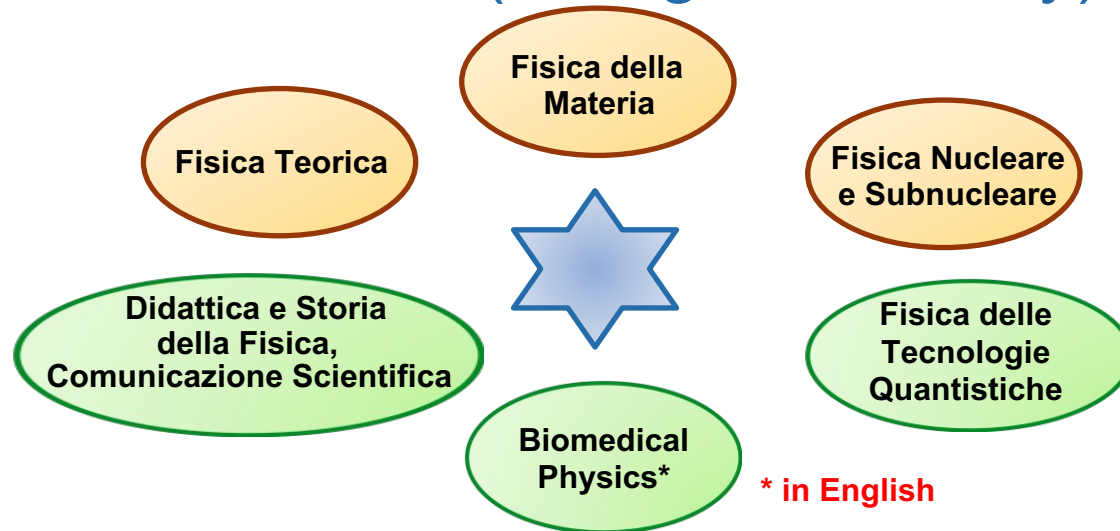 Fisica della
Materia
Fisica Teorica
Fisica Nucleare
e Subnucleare
Didattica e Storia
della Fisica,
Comunicazione Scientifica
Fisica delle
Tecnologie
Quantistiche
Biomedical
Physics*
* in English